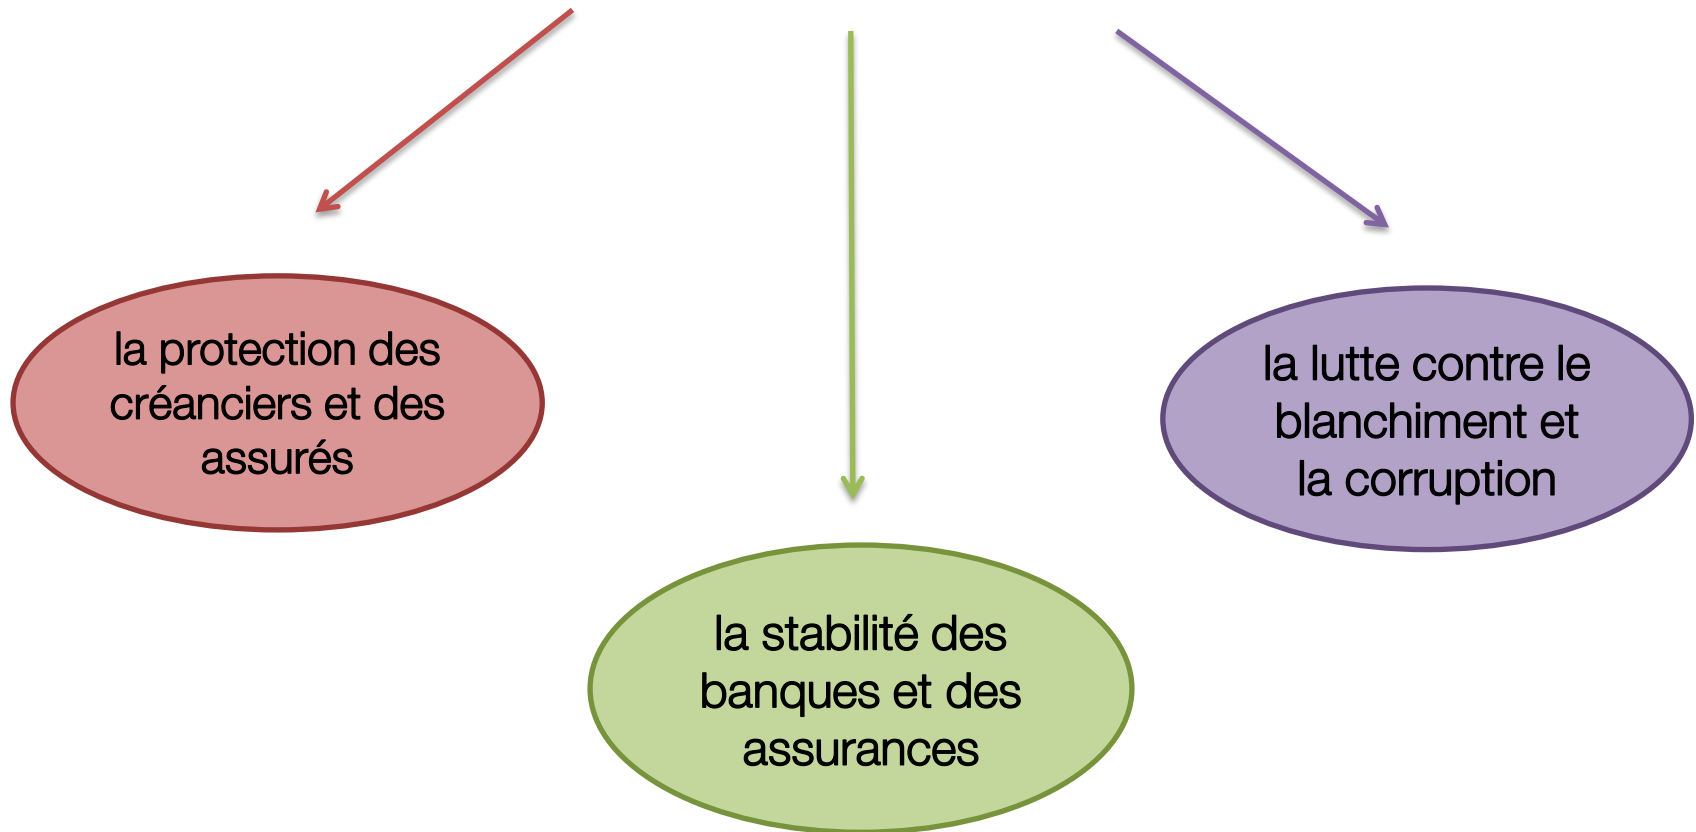 la protection des
créanciers et des
assurés
la stabilité des
banques et des
assurances
la lutte contre le
blanchiment et
la corruption